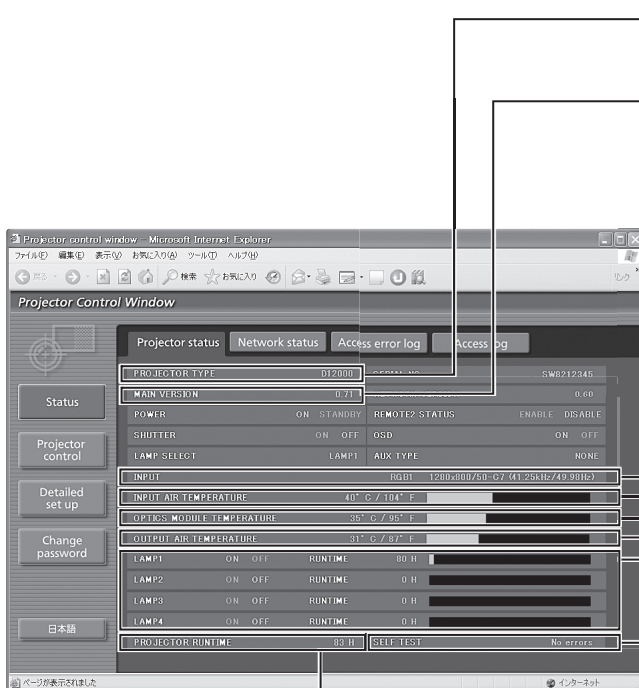 Projector control window - Microsoft Internet Explorer
ファイル(F) 編集(E) 表示(V) お気に入り(A) ツール(T) ヘルプ(H)
戻る 検索 お気に入り リンク
Projector Control Window
Projector status Network status Access error log Access log
PROJECTOR TYPE D12000 SERIAL NO. SW8212345
MAIN VERSION 0.71 0.60
POWER ON STANDBY REMOTE2 STATUS ENABLE DISABLE
SHUTTER ON OFF OSD ON OFF
LAMP SELECT LAMP1 AUX TYPE NONE
INPUT RGB1 1280x800/50-C7 (41.25kHz/49.98Hz)
INPUT AIR TEMPERATURE 40° C / 104° F
OPTICS MODULE TEMPERATURE 35° C / 95° F
OUTPUT AIR TEMPERATURE 31° C / 87° F
LAMP1 ON OFF RUNTIME 80 H
LAMP2 ON OFF RUNTIME 0 H
LAMP3 ON OFF RUNTIME 0 H
LAMP4 ON OFF RUNTIME 0 H
PROJECTOR RUNTIME 83 H SELF TEST No errors
Status
Projector
control
Detailed
set up
Change
password
日本語
ページが表示されました インターネット